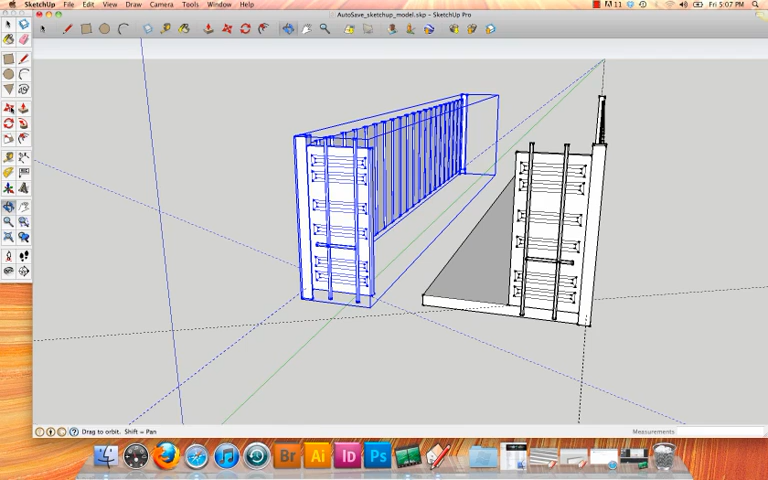 SketchUp File Edit View Draw Camera Tools Window Help
11 Fri 5:07 PM
AutoSave_sketchup_model.skp – SketchUp Pro
Drag to orbit. Shift = Pan
Measurements
Br Ai Id Ps